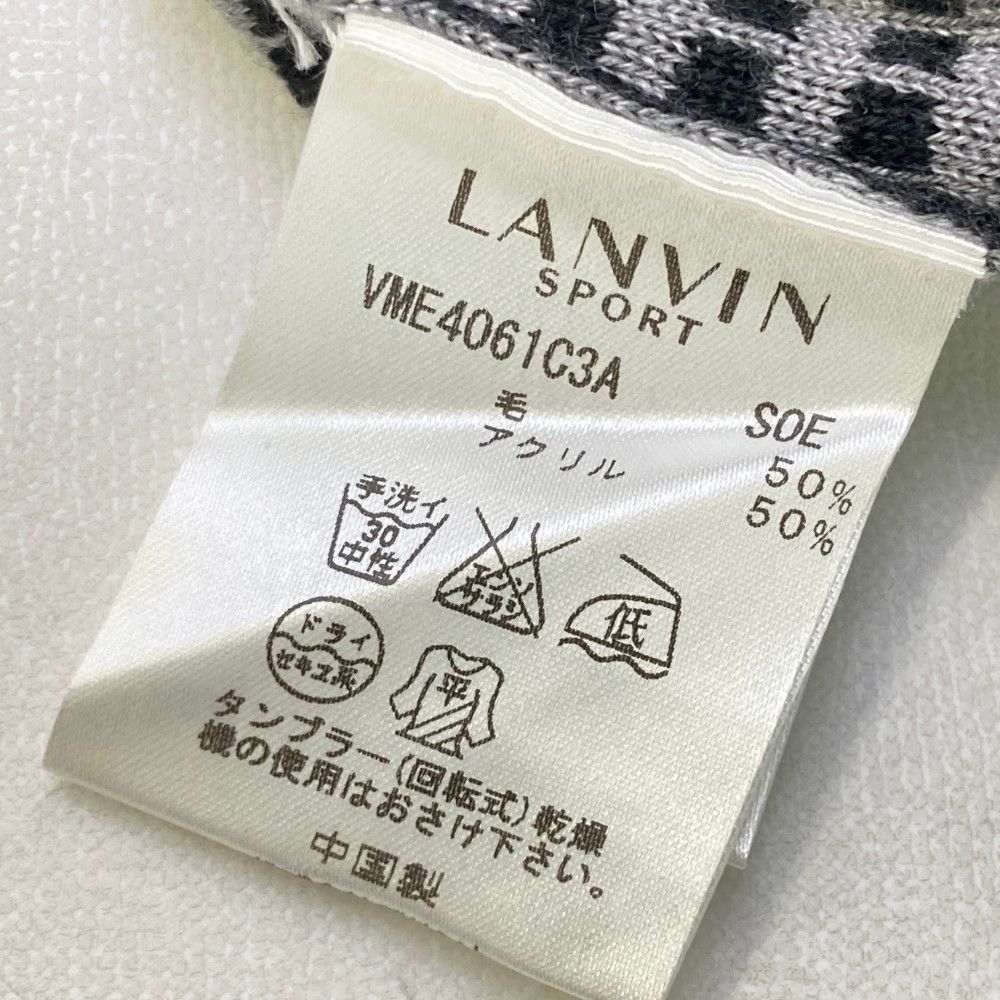 LANVIN
SPORT
VME4061C3A SOE
毛 50%
アクリル 50%
手洗イ
30
中性
エンソ
サラシ
低
ドライ
セキユ系
平
タンブラー(回転式)乾燥
機の使用はおさけ下さい。
中国製